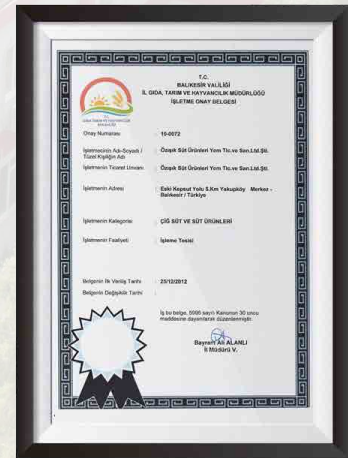 T.C.
BALIKESİR VALİLİĞİ
İL GIDA, TARIM VE HAYVANCILIK MÜDÜRLÜĞÜ
İŞLETME ONAY BELGESİ
Onay Numarası : 10-0072
İşletmecinin Adı-Soyadı / : Özışık Süt Ürünleri Yem Tic.ve San.Ltd.Şti.
Tüzel Kişiliğin Adı
İşletmenin Ticaret Unvanı : Özışık Süt Ürünleri Yem Tic.ve San.Ltd.Şti.
İşletmenin Adresi : Eski Kepsut Yolu 5.Km Yakupköy Merkez -
Balıkesir / Türkiye
İşletmenin Kategorisi : ÇİĞ SÜT VE SÜT ÜRÜNLERİ
İşletmenin Faaliyeti : İşleme Tesisi
Belgenin İlk Veriliş Tarihi : 25/12/2012
Belgenin Değişiklik Tarihi :
İş bu belge, 5996 sayılı Kanunun 30 uncu
maddesine dayanılarak düzenlenmiştir.
Bayram Ali ALANLI
İl Müdürü V.